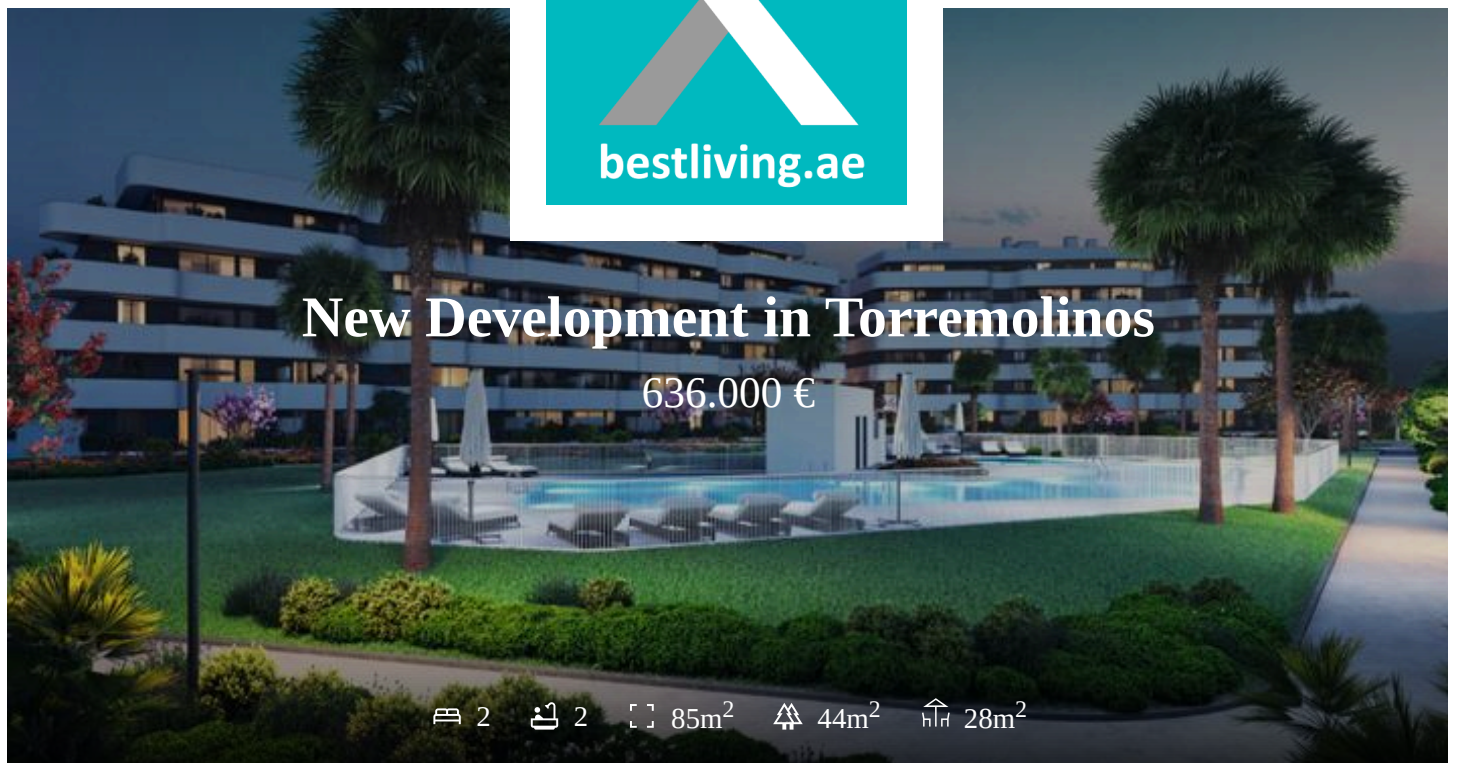 bestliving.ae
New Development in Torremolinos
636.000 €
2 2 85m² 44m² 28m²